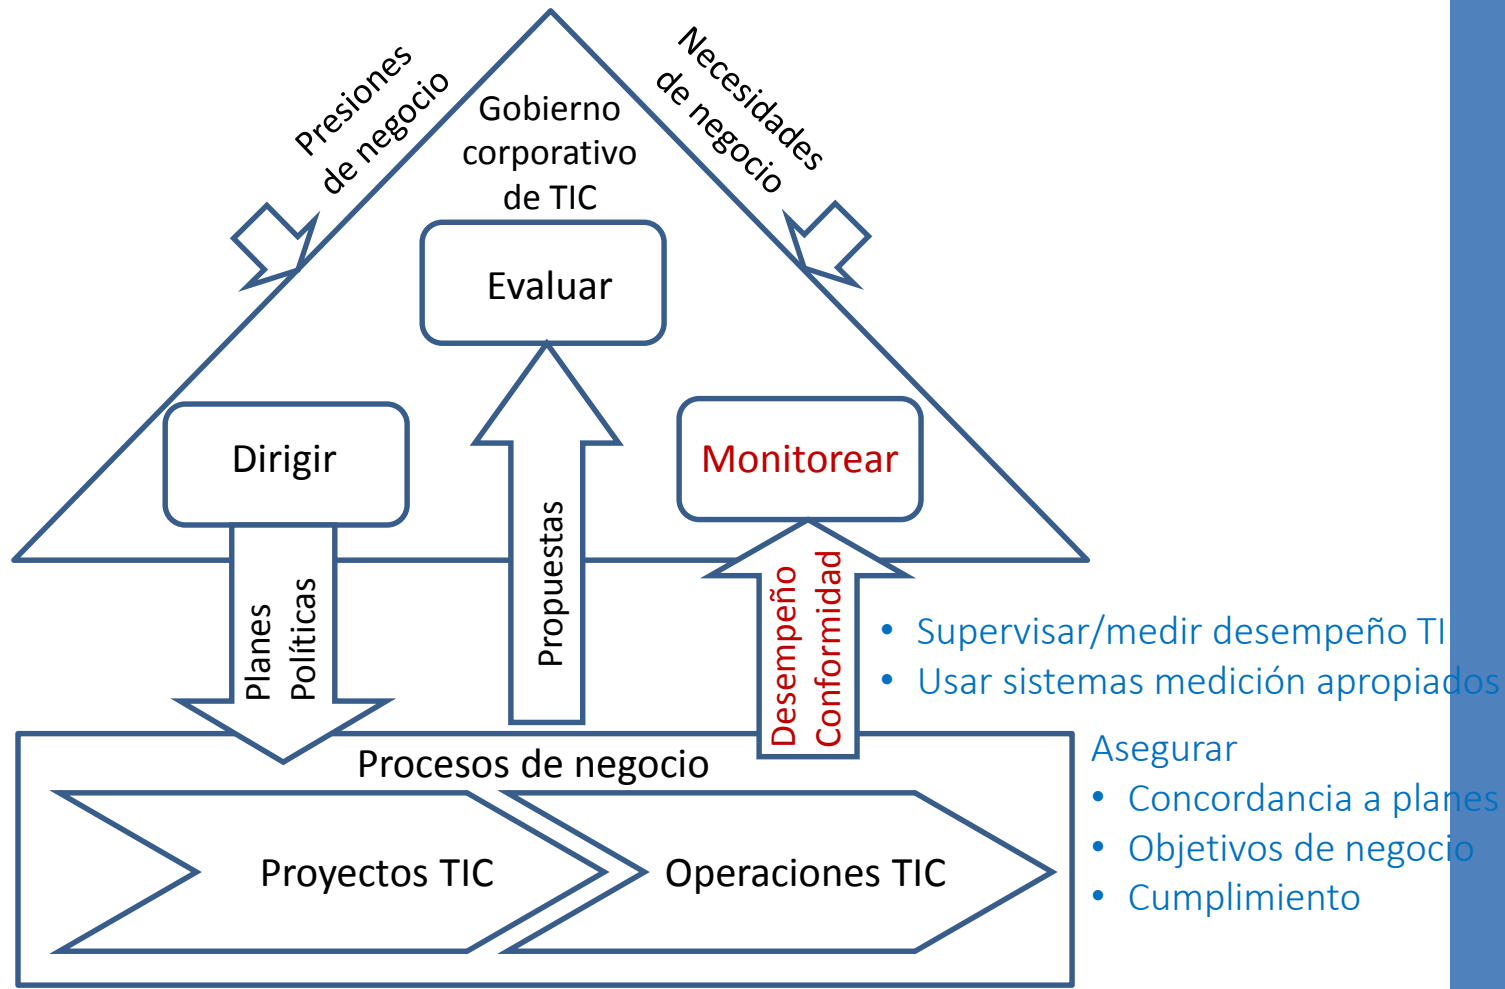 Presiones
de negocio
Necesidades
de negocio
Gobierno
corporativo
de TIC
Evaluar
Dirigir
Monitorear
Planes
Políticas
Propuestas
Desempeño
Conformidad
• Supervisar/medir desempeño TI
• Usar sistemas medición apropiados
Procesos de negocio
Proyectos TIC
Operaciones TIC
Asegurar
• Concordancia a planes
• Objetivos de negocio
• Cumplimiento